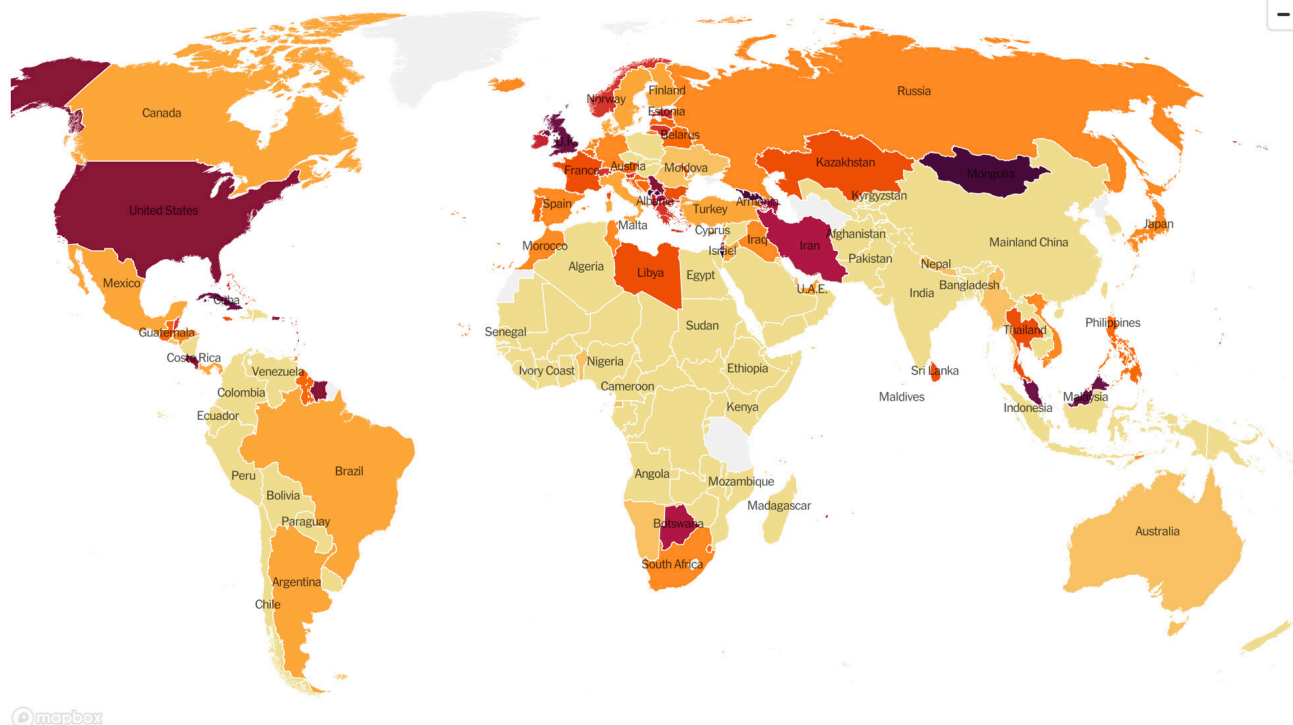 Canada
United States
Mexico
Guatemala
Cuba
Costa Rica
Venezuela
Colombia
Ecuador
Peru
Brazil
Bolivia
Paraguay
Argentina
Chile
Norway
Finland
Estonia
U.K.
Belarus
France
Austria
Moldova
Spain
Albania
Malta
Turkey
Cyprus
Armenia
Russia
Kazakhstan
Mongolia
Kyrgyzstan
Morocco
Algeria
Libya
Egypt
Israel
Iraq
Iran
Afghanistan
Pakistan
U.A.E.
Nepal
India
Bangladesh
Mainland China
Japan
Senegal
Ivory Coast
Nigeria
Cameroon
Sudan
Ethiopia
Kenya
Angola
Mozambique
Madagascar
Botswana
South Africa
Thailand
Philippines
Sri Lanka
Maldives
Malaysia
Indonesia
Australia
mapbox